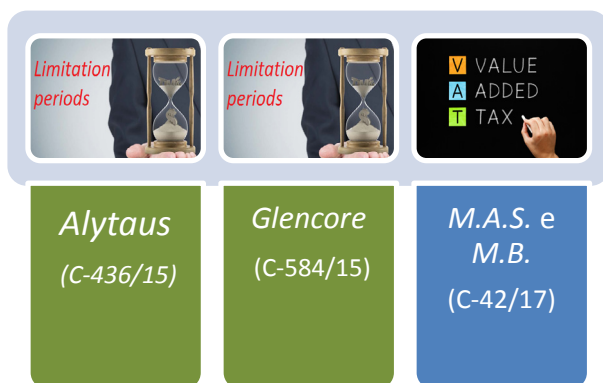 Limitation
periods
Limitation
periods
V VALUE
A ADDED
T TAX
Alytaus
(C-436/15)
Glencore
(C-584/15)
M.A.S. e
M.B.
(C-42/17)